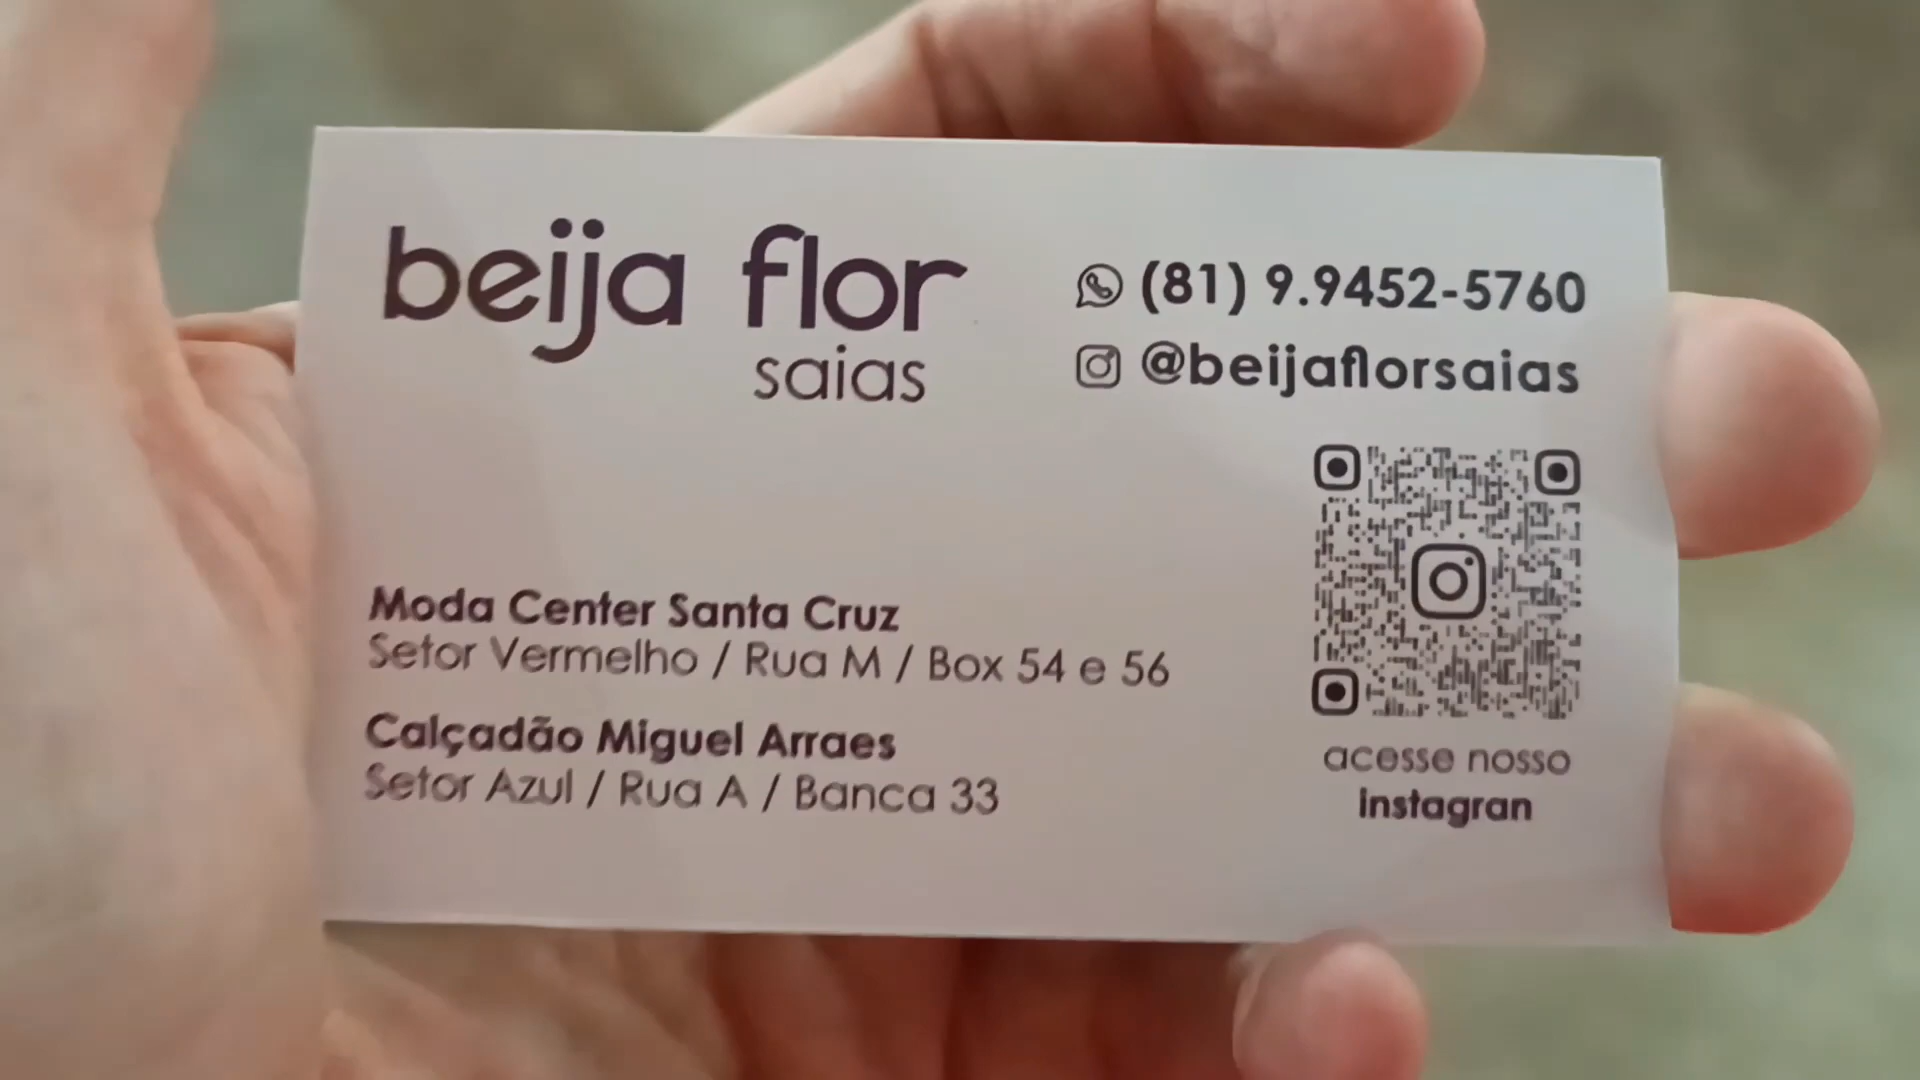 beija flor
saias
(81) 9.9452-5760
@beijaflorsaias
Moda Center Santa Cruz
Setor Vermelho / Rua M / Box 54 e 56
Calçadão Miguel Arraes
Setor Azul / Rua A / Banca 33
acesse nosso
instagran